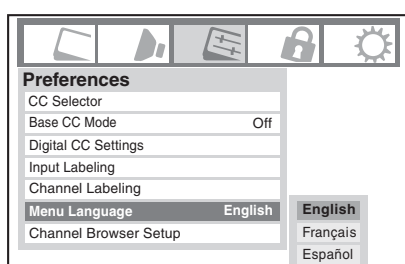 Preferences
CC Selector
Base CC Mode Off
Digital CC Settings
Input Labeling
Channel Labeling
Menu Language English
Channel Browser Setup
English
Français
Español